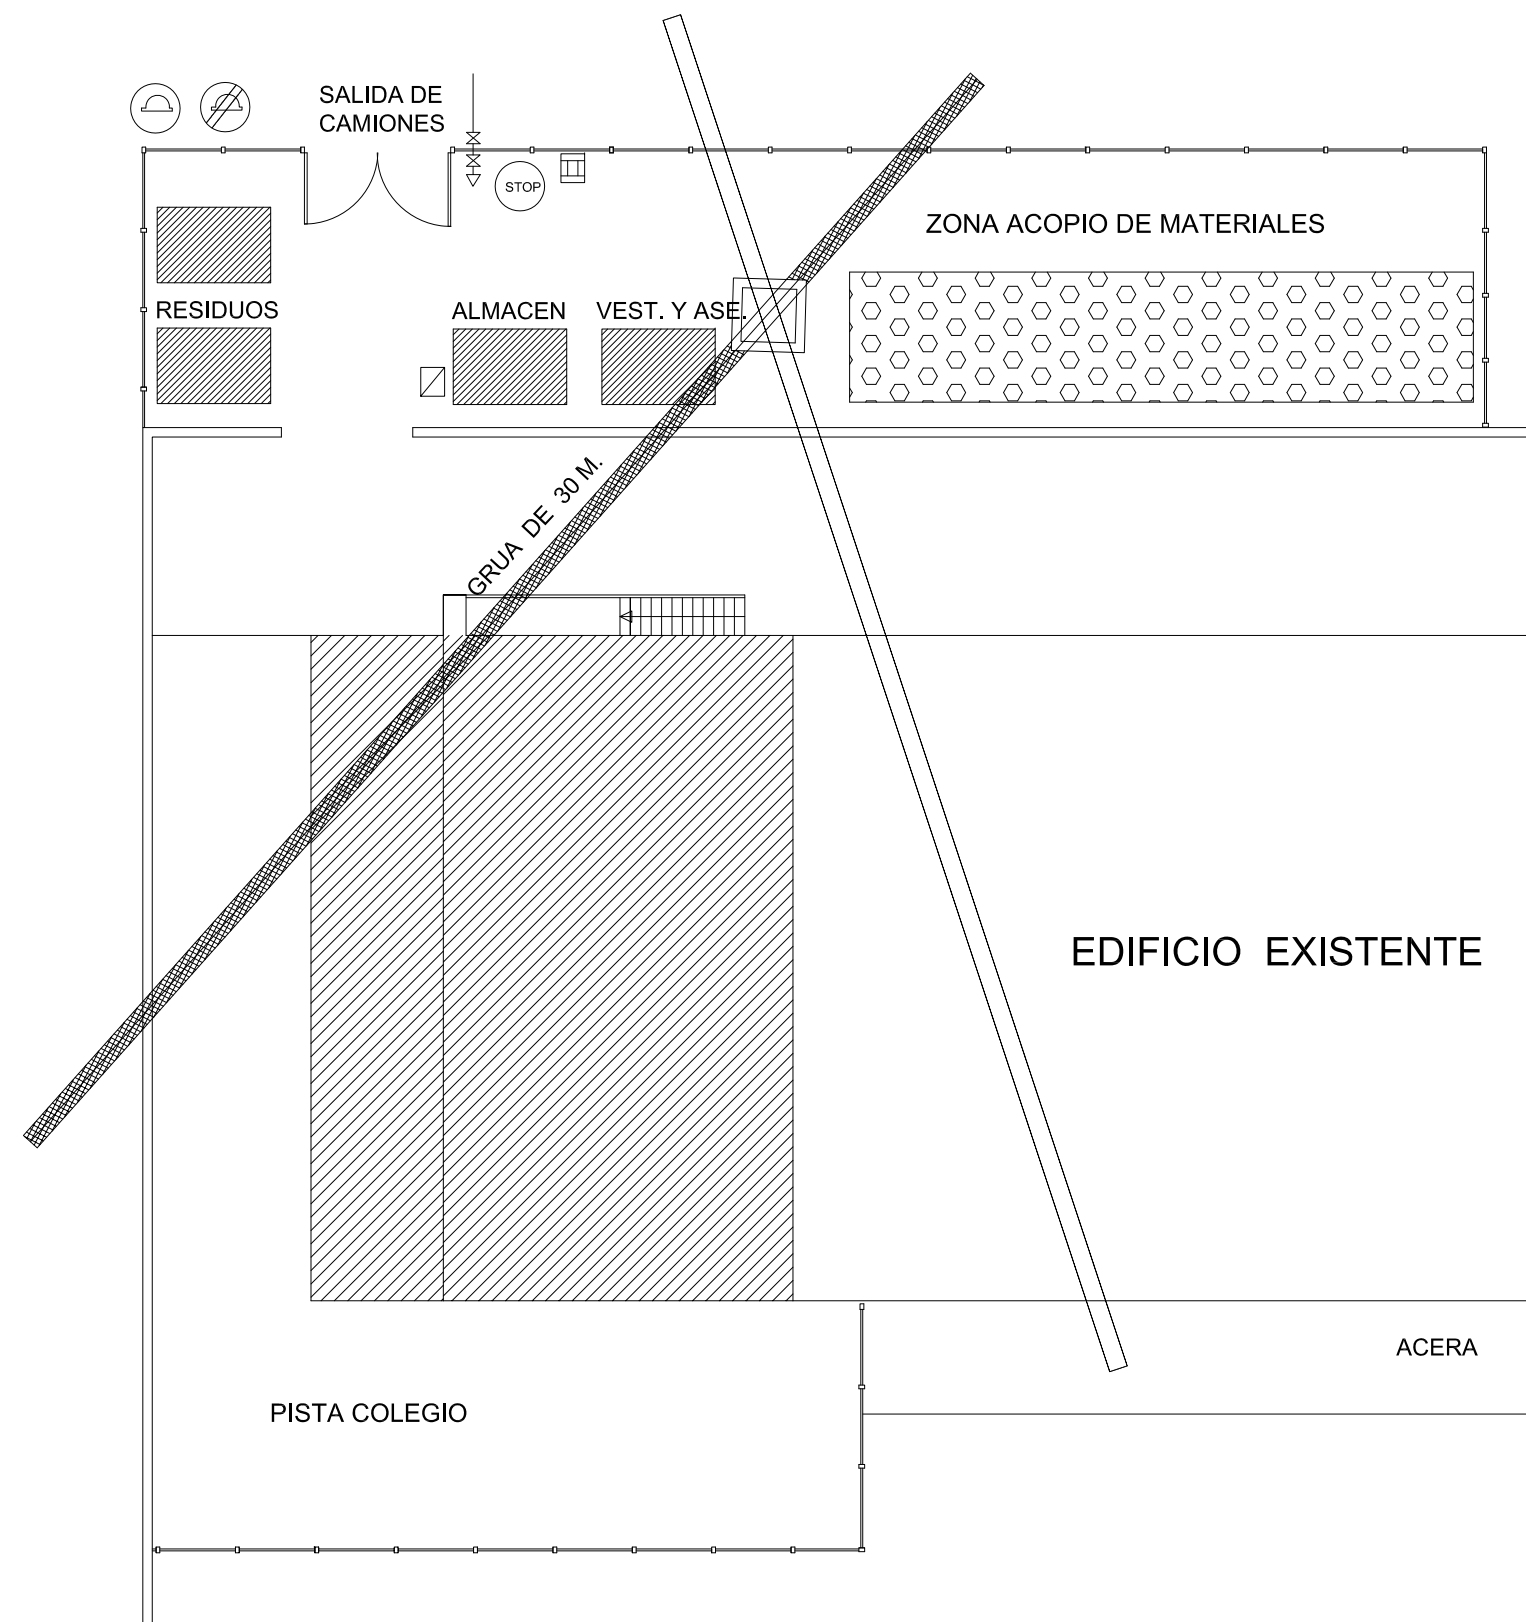 SALIDA DE
CAMIONES
STOP
ZONA ACOPIO DE MATERIALES
RESIDUOS
ALMACEN
VEST. Y ASE.
GRUA DE 30 M.
EDIFICIO EXISTENTE
ACERA
PISTA COLEGIO